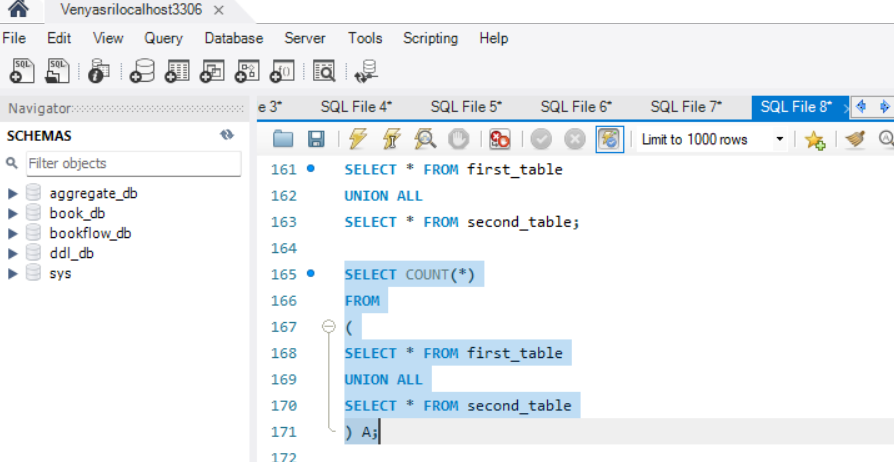 Venyasrilocalhost3306 ×
File Edit View Query Database Server Tools Scripting Help
Navigator
e 3* SQL File 4* SQL File 5* SQL File 6* SQL File 7* SQL File 8* ×
SCHEMAS
Filter objects
aggregate_db
book_db
bookflow_db
ddl_db
sys
Limit to 1000 rows
161 SELECT * FROM first_table
162 UNION ALL
163 SELECT * FROM second_table;
164
165 SELECT COUNT(*)
166 FROM
167 (
168 SELECT * FROM first_table
169 UNION ALL
170 SELECT * FROM second_table
171 ) A;
172